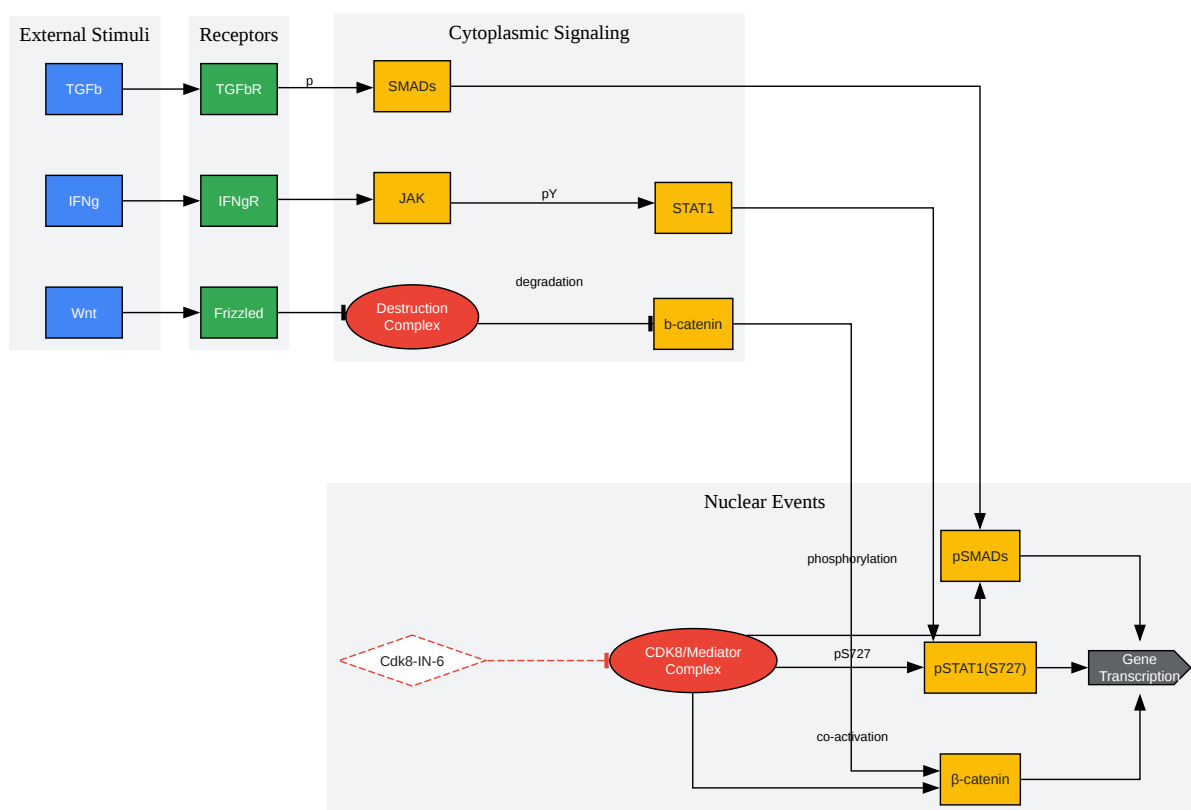 External Stimuli
Receptors
Cytoplasmic Signaling
TGFb
TGFbR
p
SMADs
IFNg
IFNgR
JAK
pY
STAT1
degradation
Wnt
Frizzled
Destruction
Complex
b-catenin
Nuclear Events
phosphorylation
pSMADs
Cdk8-IN-6
CDK8/Mediator
Complex
pS727
pSTAT1(S727)
Gene
Transcription
co-activation
β-catenin